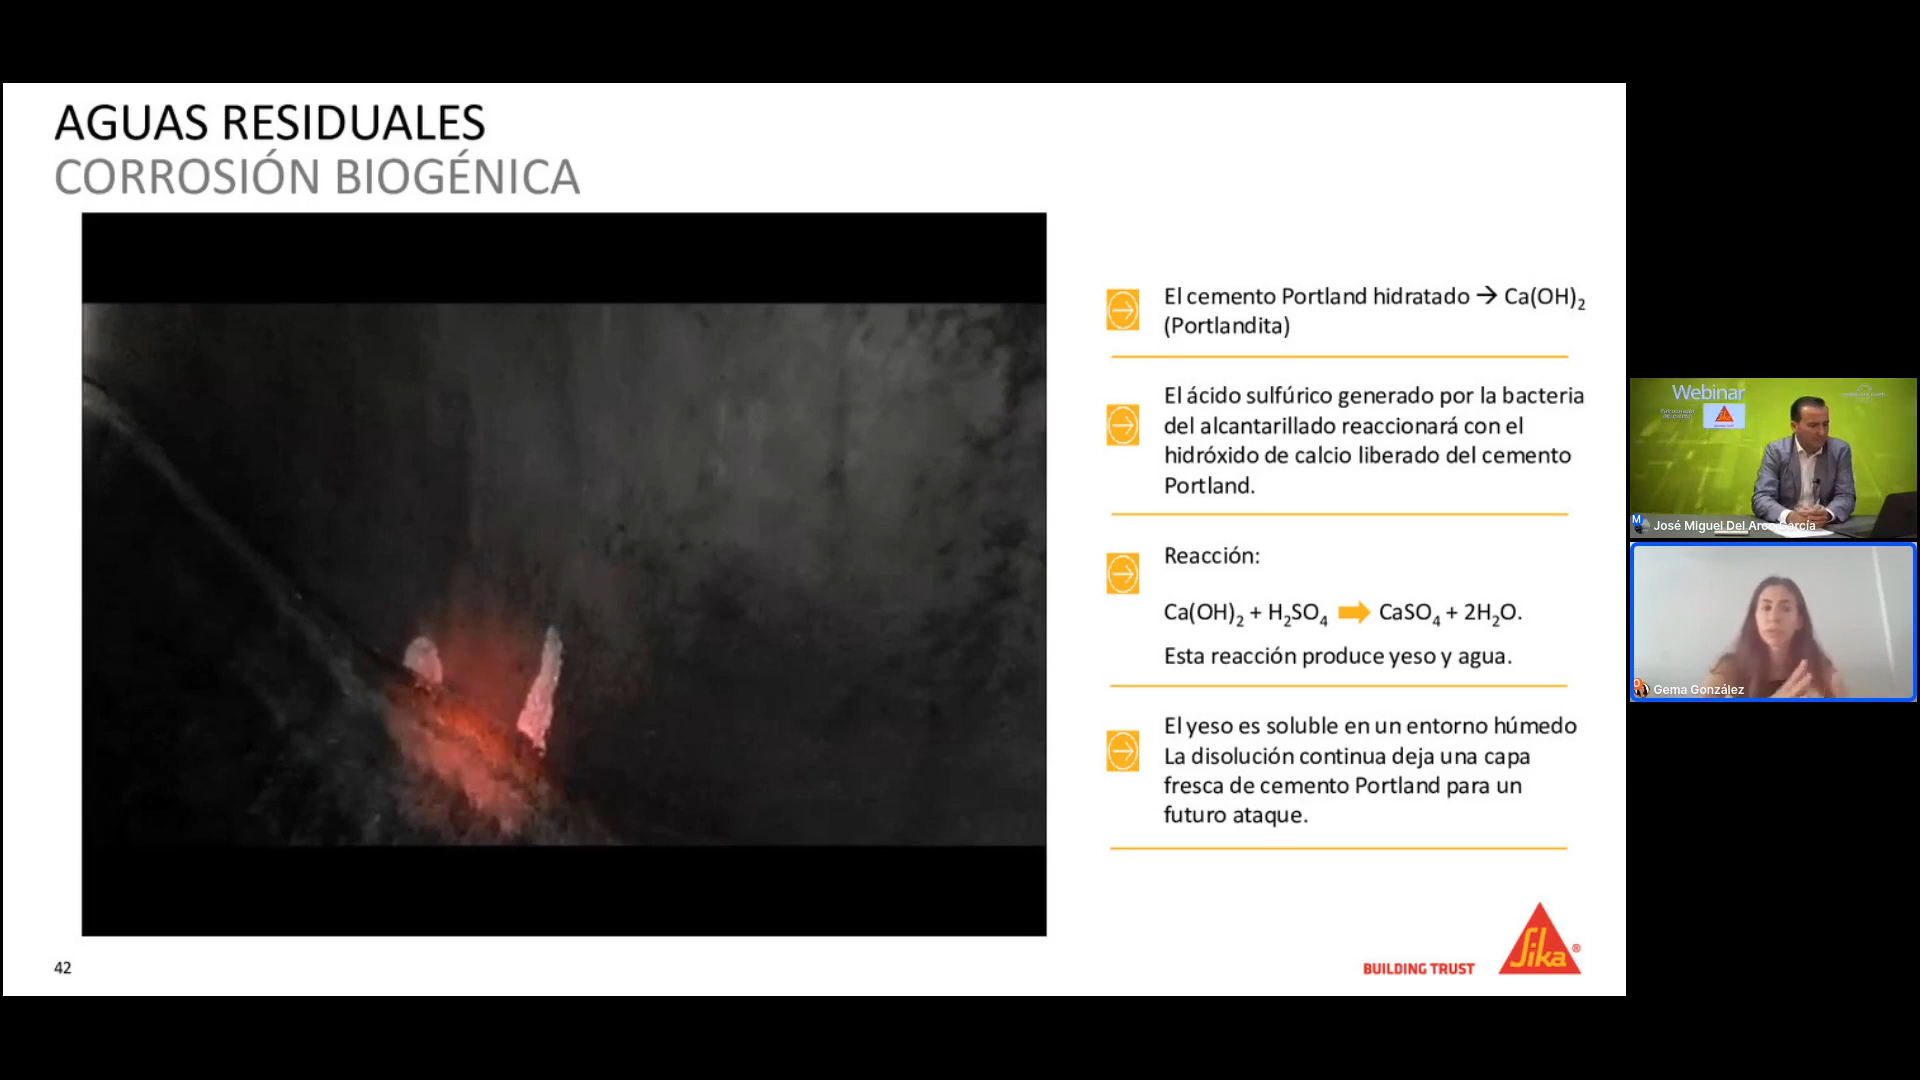 AGUAS RESIDUALES
CORROSIÓN BIOGÉNICA
El cemento Portland hidratado → Ca(OH)₂
(Portlandita)
El ácido sulfúrico generado por la bacteria
del alcantarillado reaccionará con el
hidróxido de calcio liberado del cemento
Portland.
Reacción:
Ca(OH)₂ + H₂SO₄ → CaSO₄ + 2H₂O.
Esta reacción produce yeso y agua.
El yeso es soluble en un entorno húmedo
La disolución continua deja una capa
fresca de cemento Portland para un
futuro ataque.
42
BUILDING TRUST
Sika®
Webinar
José Miguel Del Arco García
Gema González